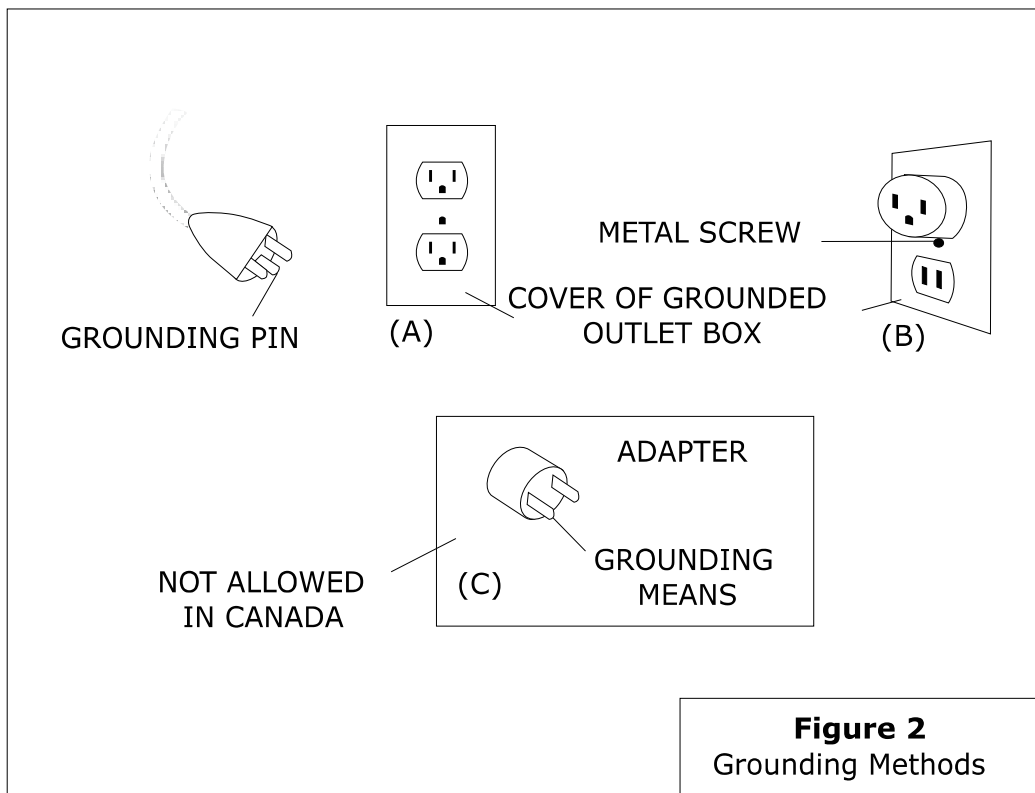 METAL SCREW
GROUNDING PIN
(A)
COVER OF GROUNDED
OUTLET BOX
(B)
ADAPTER
NOT ALLOWED
IN CANADA
(C)
GROUNDING
MEANS
Figure 2
Grounding Methods